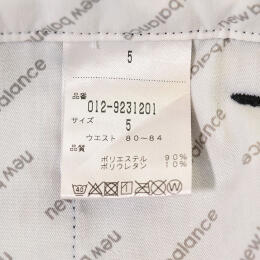 new balance
5
品番
012-9231201
サイズ
5
ウエスト 80~84
品質
ポリエステル 90%
ポリウレタン 10%
40
new balance
new balance
new balance